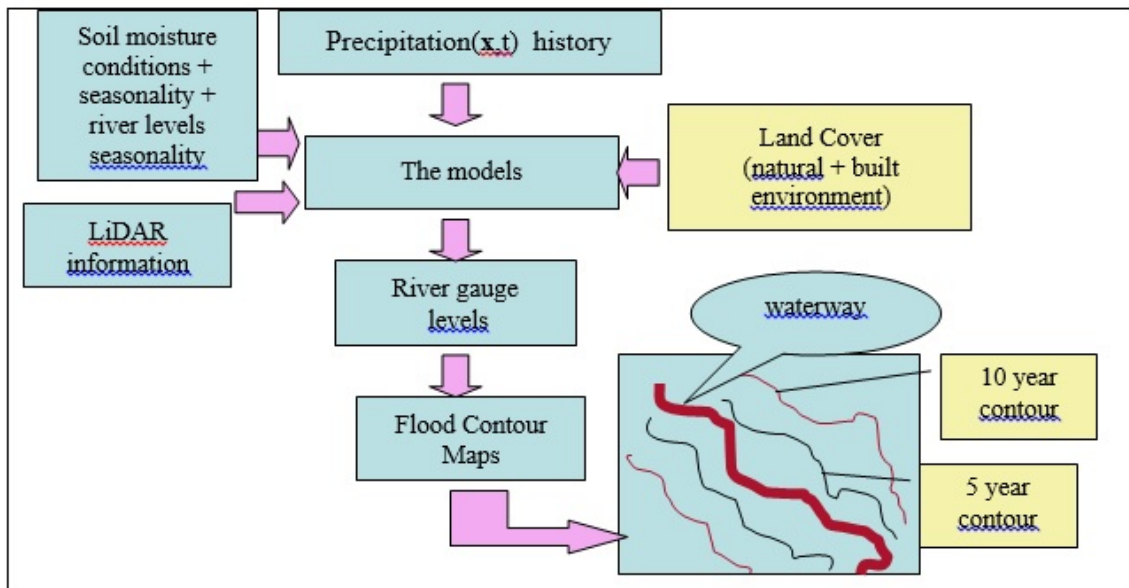 Soil moisture
conditions +
seasonality +
river levels
seasonality
Precipitation(x,t) history
The models
Land Cover
(natural + built
environment)
LiDAR
information
River gauge
levels
waterway
Flood Contour
Maps
10 year
contour
5 year
contour